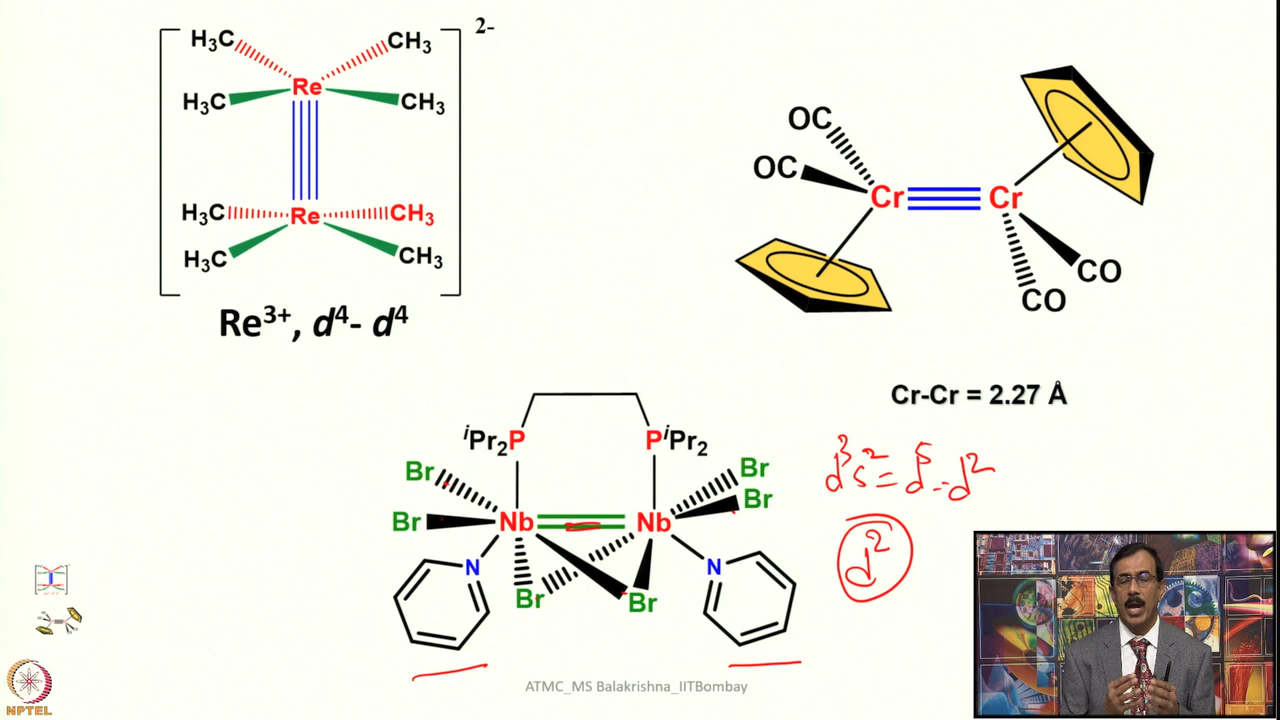 H₃C CH₃ 2-
Re
H₃C CH₃
H₃C Re CH₃
H₃C CH₃
Re³⁺, d⁴- d⁴
OC
OC
Cr Cr
CO
CO
Cr-Cr = 2.27 Å
ⁱPr₂P PⁱPr₂
Br Br
Br Nb Nb Br
N N
Br Br
d³s² = d⁵-d²
d²
NPTEL
ATMC_MS Balakrishna_IITBombay